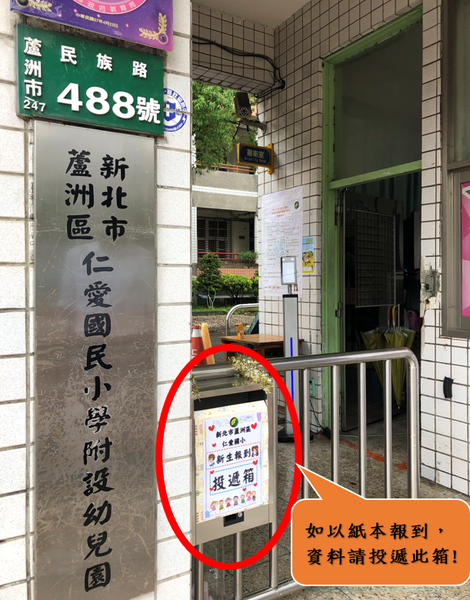 蘆洲市
民族路
247
488號
新北市
蘆洲區
仁愛國民小學附設幼兒園
警衛室
新北市蘆洲區
仁愛國小
新生報到
投遞箱
如以紙本報到，
資料請投遞此箱!